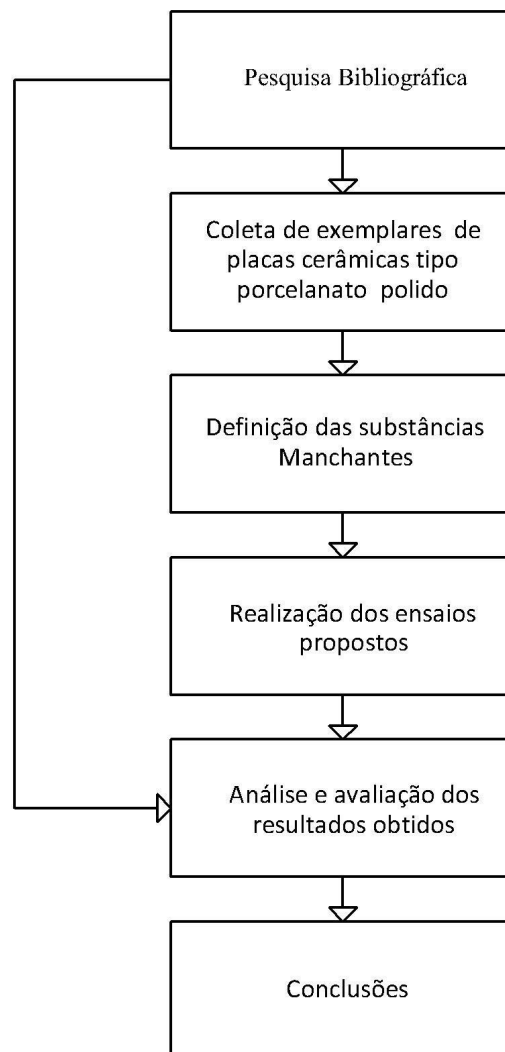 Pesquisa Bibliográfica
Coleta de exemplares de
placas cerâmicas tipo
porcelanato polido
Definição das substâncias
Manchantes
Realização dos ensaios
propostos
Análise e avaliação dos
resultados obtidos
Conclusões